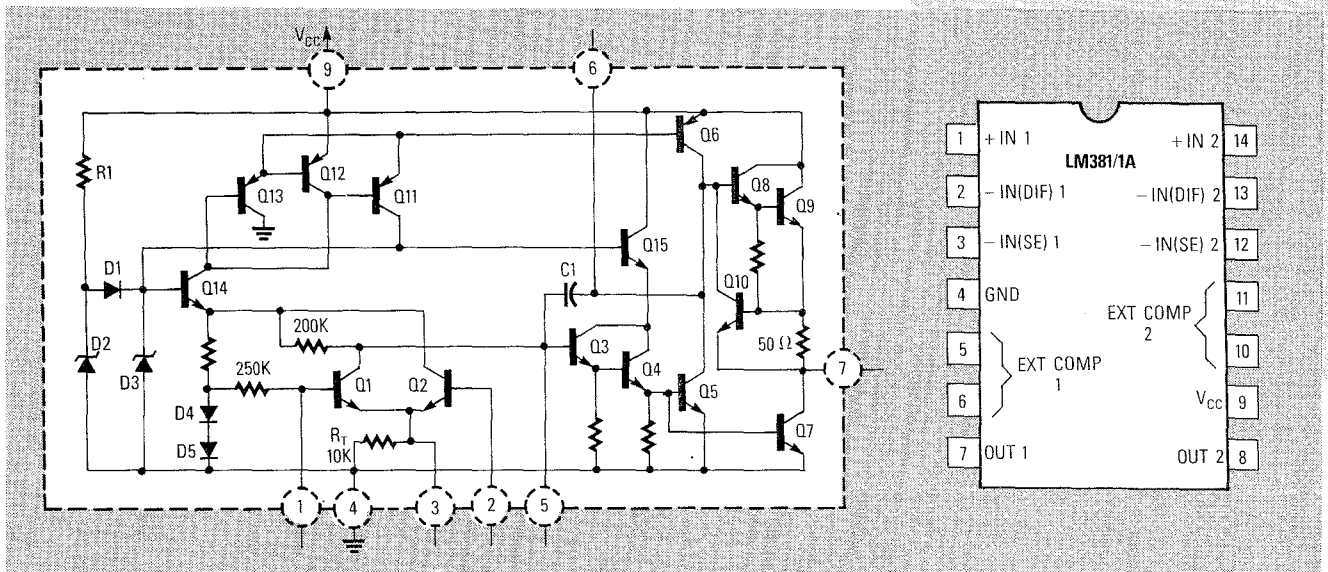 V_CC
9
6
R1
Q6
Q12
Q13
Q11
Q8
Q9
Q15
D1
C1
Q14
Q10
200K
Q3
D2
D3
250K
Q1
Q2
Q4
50 Ω
7
Q5
D4
Q7
D5
R_T
10K
1
4
3
2
5
LM381/1A
1 + IN 1
+ IN 2 14
2 − IN(DIF) 1
− IN(DIF) 2 13
3 − IN(SE) 1
− IN(SE) 2 12
4 GND
11
EXT COMP
2
5
EXT COMP
1
10
6
V_CC 9
7 OUT 1
OUT 2 8